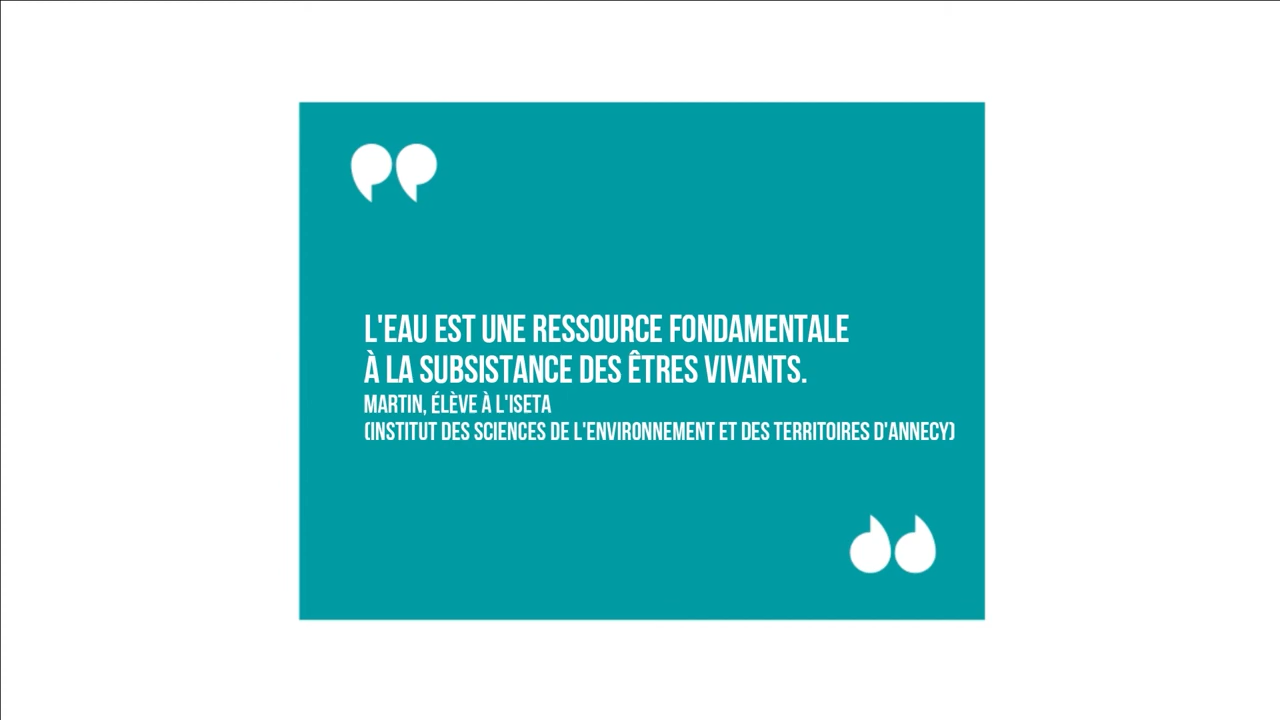 L'EAU EST UNE RESSOURCE FONDAMENTALE
À LA SUBSISTANCE DES ÊTRES VIVANTS.
MARTIN, ÉLÈVE À L'ISETA
(INSTITUT DES SCIENCES DE L'ENVIRONNEMENT ET DES TERRITOIRES D'ANNECY)